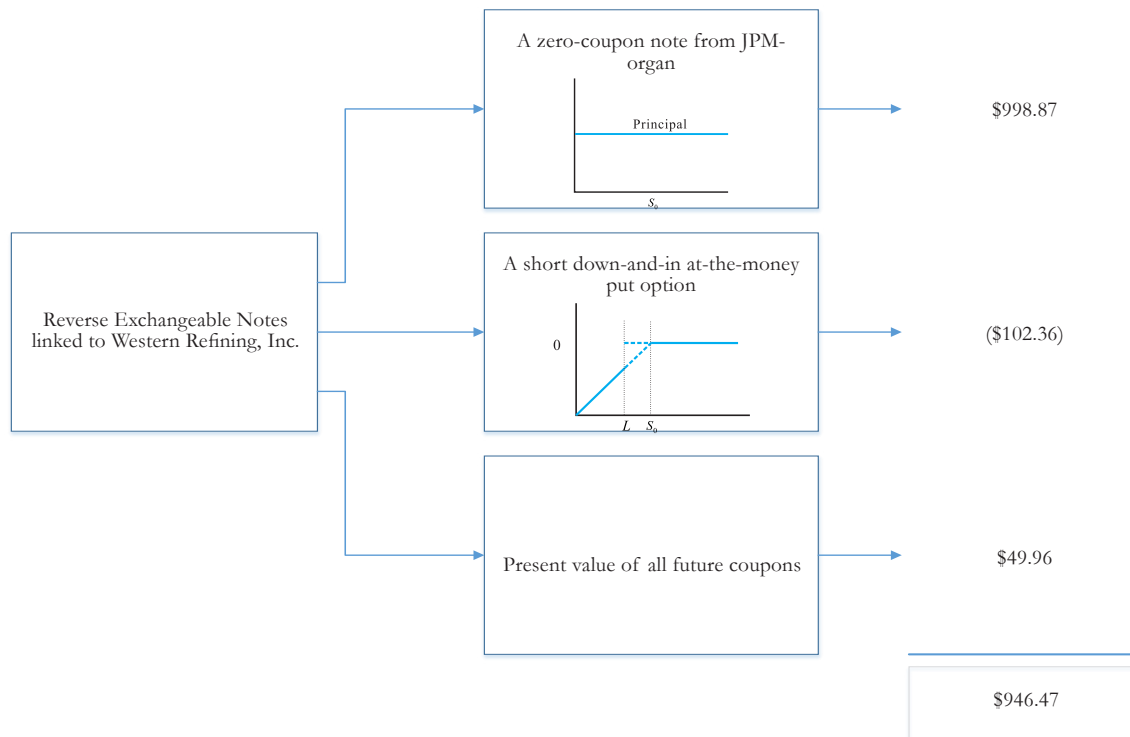 A zero-coupon note from JPM-
organ
Principal
S₀
$998.87
Reverse Exchangeable Notes
linked to Western Refining, Inc.
A short down-and-in at-the-money
put option
0
L S₀
($102.36)
Present value of all future coupons
$49.96
$946.47